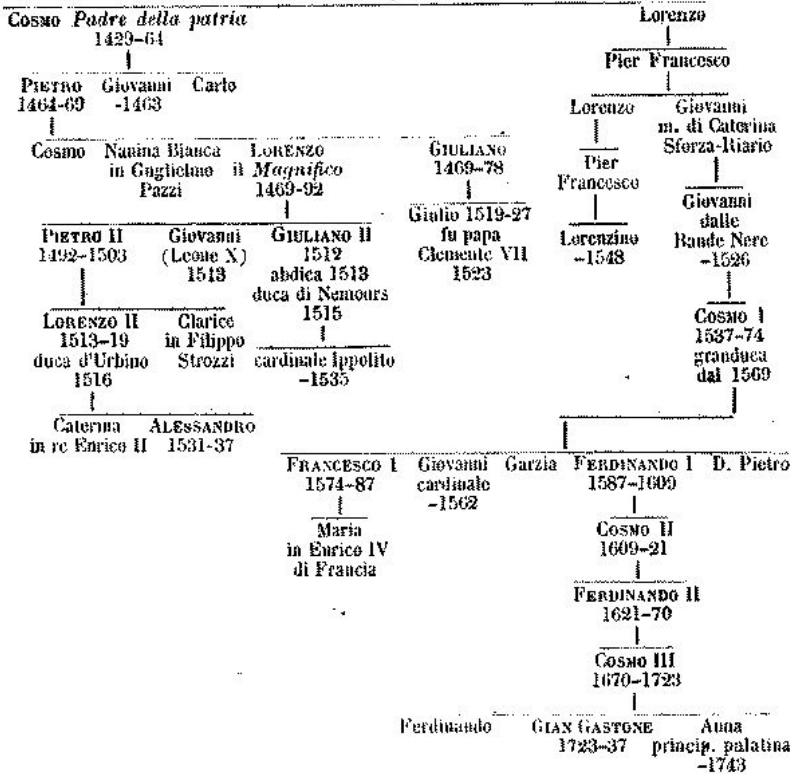 COSMO Padre della patria
1429-64
Lorenzo
Pier Francesco
PIETRO
1464-69
Giovanni
-1463
Carlo
Lorenzo
Giovanni
m. di Caterina
Sforza-Riario
Cosmo
Nanina Bianca
in Guglielmo
Pazzi
LORENZO
il Magnifico
1469-92
GIULIANO
1469-78
Pier
Francesco
Giovanni
dalle
Bande Nere
-1526
PIETRO II
1492-1503
Giovanni
(Leone X)
1513
GIULIANO II
1512
abdica 1513
duca di Nemours
1515
Giulio 1519-27
fu papa
Clemente VII
1523
Lorenzino
-1548
LORENZO II
1513-19
duca d'Urbino
1516
Clarice
in Filippo
Strozzi
cardinale Ippolito
-1535
COSMO I
1537-74
granduca
dal 1569
Caterina
in re Enrico II
ALESSANDRO
1531-37
FRANCESCO I
1574-87
Giovanni
cardinale
-1562
Garzia
FERDINANDO I
1587-1609
D. Pietro
Maria
in Enrico IV
di Francia
COSMO II
1609-21
FERDINANDO II
1621-70
COSMO III
1670-1723
Ferdinando
GIAN GASTONE
1723-37
Anna
princip. palatina
-1743